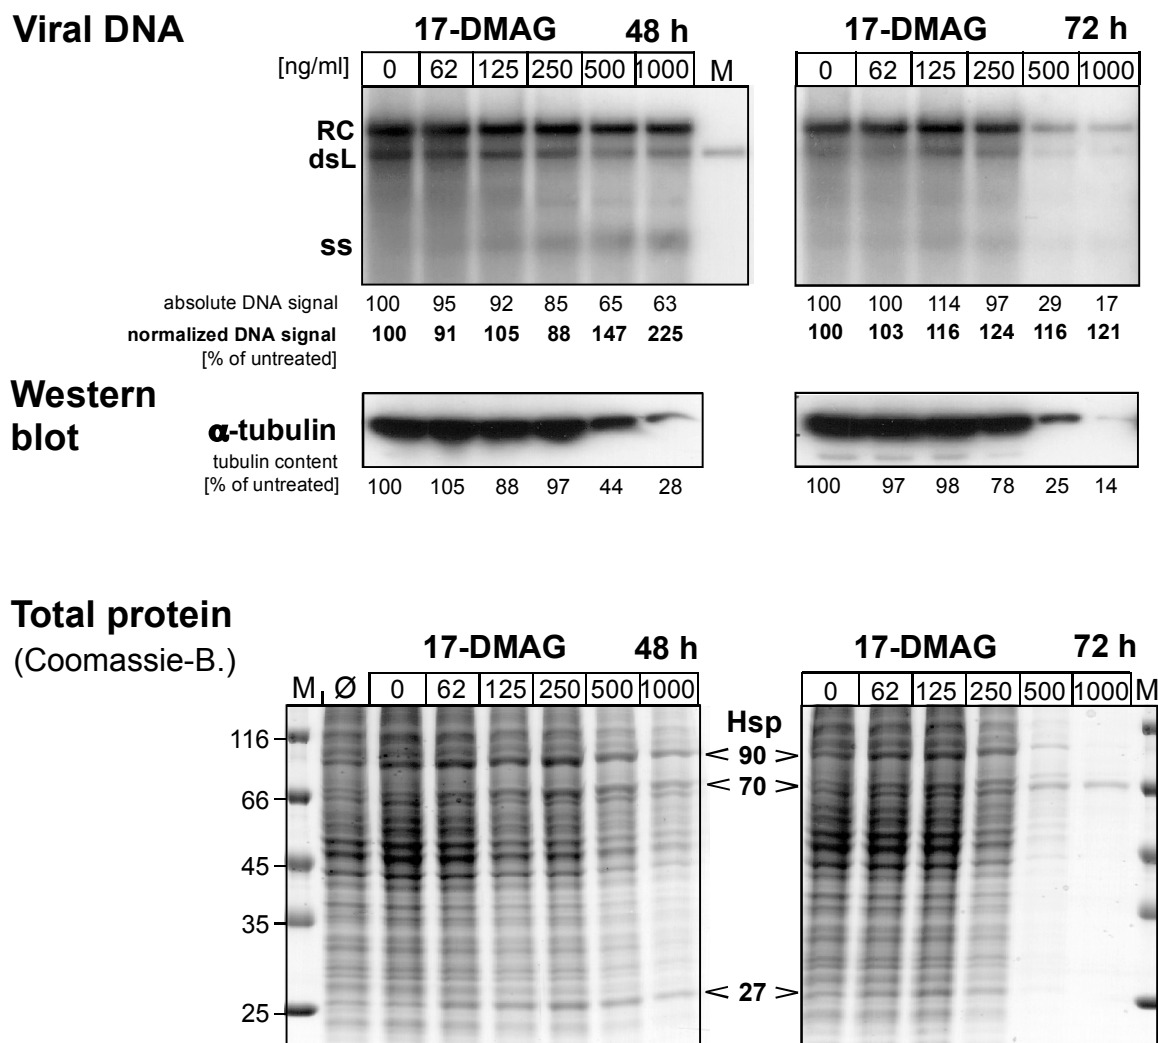 Viral DNA
17-DMAG 48 h
17-DMAG 72 h
[ng/ml] 0 62 125 250 500 1000 M
0 62 125 250 500 1000
RC
dsL
ss
absolute DNA signal 100 95 92 85 65 63
100 100 114 97 29 17
normalized DNA signal 100 91 105 88 147 225
100 103 116 124 116 121
[% of untreated]
Western
blot
α-tubulin
tubulin content
[% of untreated] 100 105 88 97 44 28
100 97 98 78 25 14
Total protein
(Coomassie-B.)
17-DMAG 48 h
17-DMAG 72 h
M Ø 0 62 125 250 500 1000
0 62 125 250 500 1000 M
Hsp
116
< 90 >
< 70 >
66
45
35
< 27 >
25